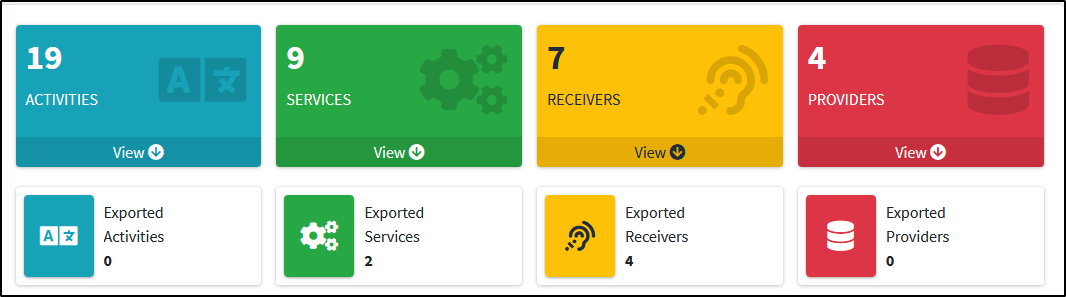 19
ACTIVITIES
View
9
SERVICES
View
7
RECEIVERS
View
4
PROVIDERS
View
Exported
Activities
0
Exported
Services
2
Exported
Receivers
4
Exported
Providers
0